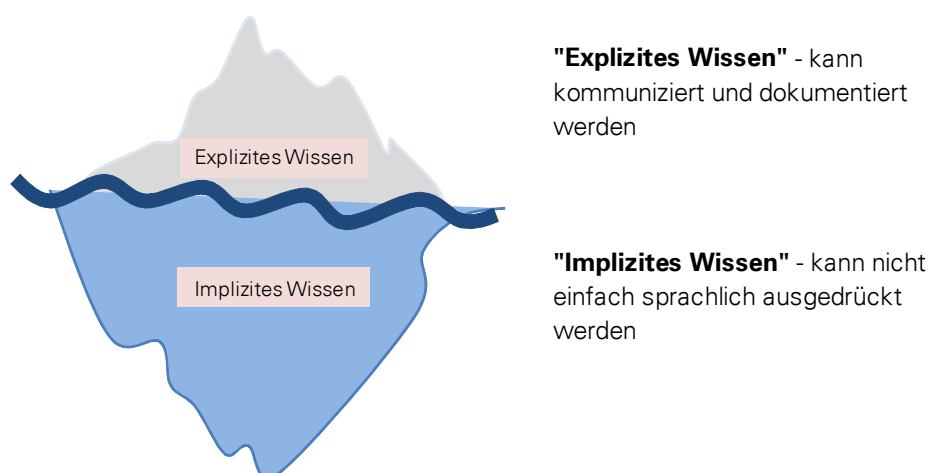 "Explizites Wissen" - kann
kommuniziert und dokumentiert
werden
Explizites Wissen
"Implizites Wissen" - kann nicht
einfach sprachlich ausgedrückt
werden
Implizites Wissen